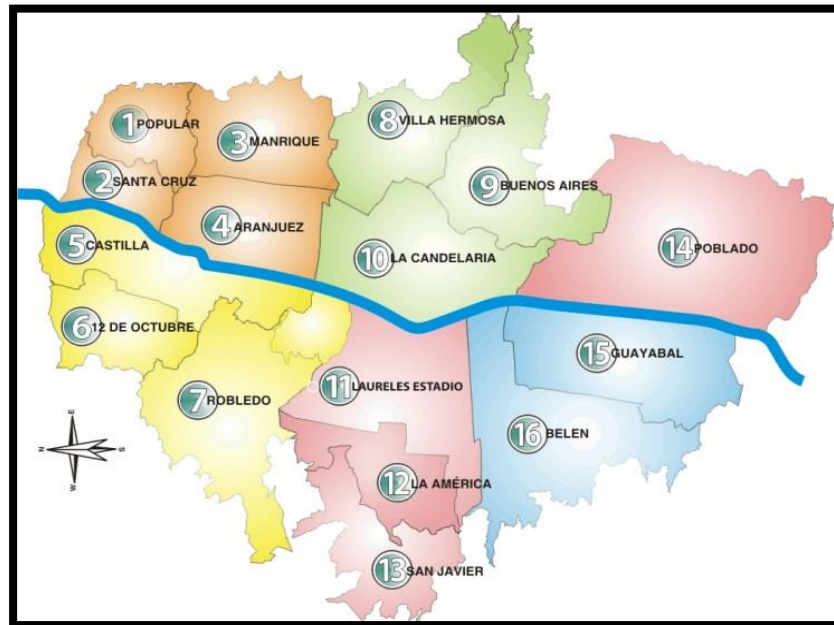 1 POPULAR
2 SANTA CRUZ
3 MANRIQUE
4 ARANJUEZ
5 CASTILLA
6 12 DE OCTUBRE
7 ROBLEDO
8 VILLA HERMOSA
9 BUENOS AIRES
10 LA CANDELARIA
11 LAURELES ESTADIO
12 LA AMÉRICA
13 SAN JAVIER
14 POBLADO
15 GUAYABAL
16 BELEN
E
N
S
W